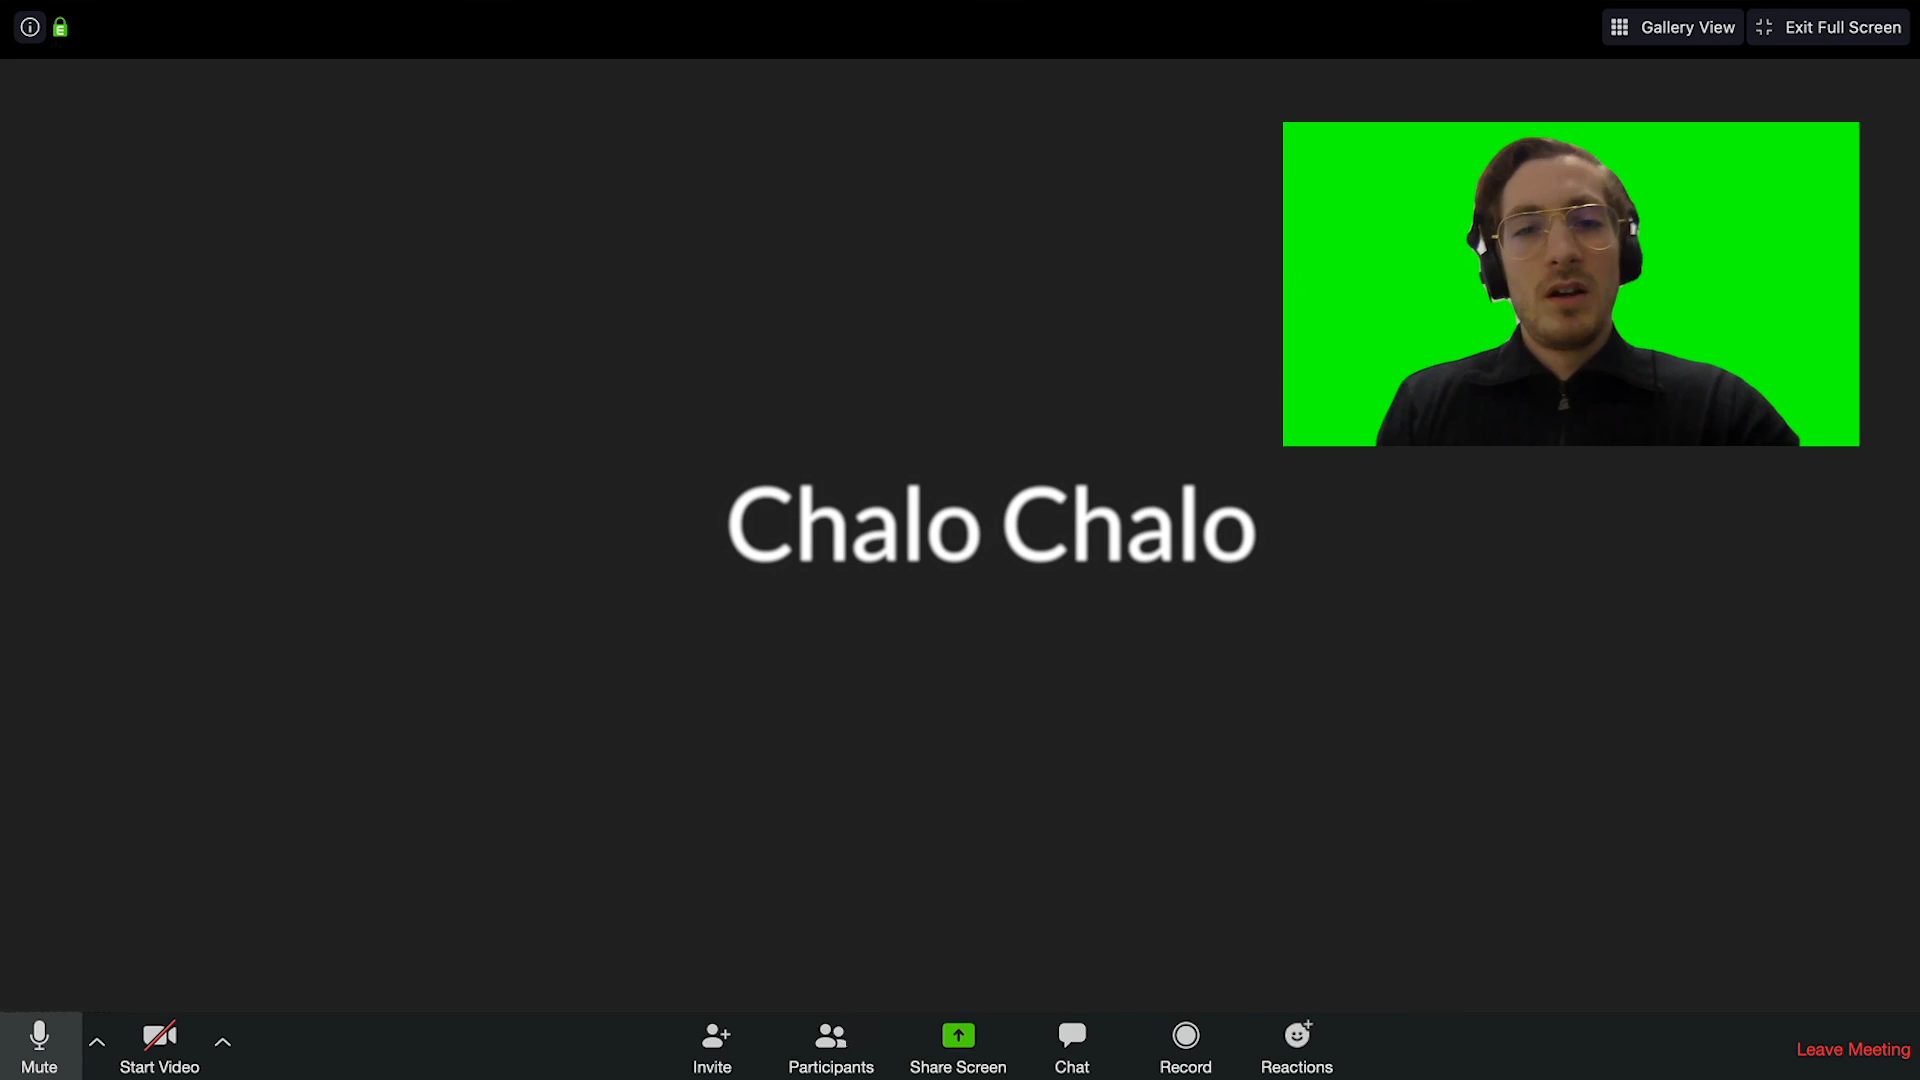 Gallery View
Exit Full Screen
Chalo Chalo
Mute
Start Video
Invite
Participants
Share Screen
Chat
Record
Reactions
Leave Meeting